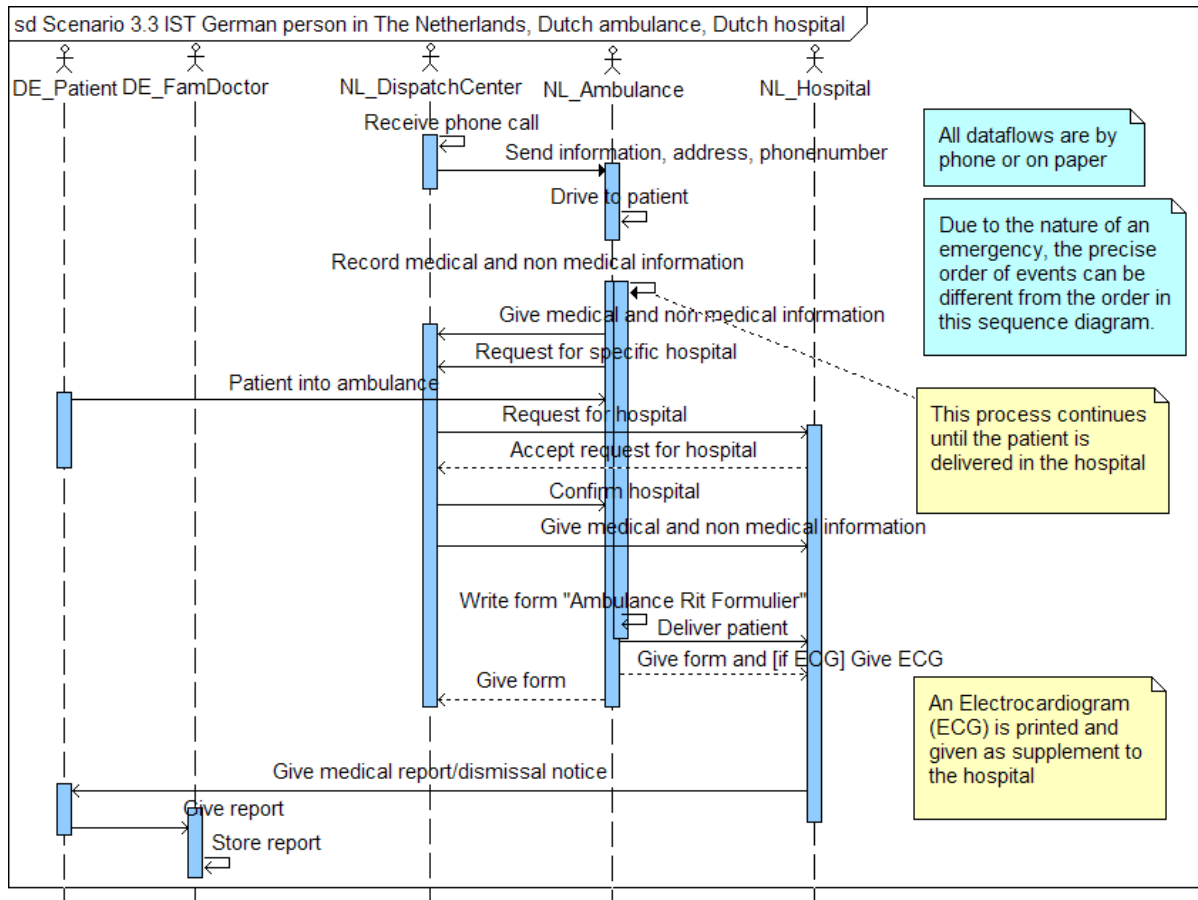 sd Scenario 3.3 IST German person in The Netherlands, Dutch ambulance, Dutch hospital
DE_Patient DE_FamDoctor NL_DispatchCenter NL_Ambulance NL_Hospital
Receive phone call
Send information, address, phonenumber
Drive to patient
Record medical and non medical information
Give medical and non medical information
Request for specific hospital
Patient into ambulance
Request for hospital
Accept request for hospital
Confirm hospital
Give medical and non medical information
Write form "Ambulance Rit Formulier"
Deliver patient
Give form and [if ECG] Give ECG
Give form
Give medical report/dismissal notice
Give report
Store report
All dataflows are by
phone or on paper
Due to the nature of an
emergency, the precise
order of events can be
different from the order in
this sequence diagram.
This process continues
until the patient is
delivered in the hospital
An Electrocardiogram
(ECG) is printed and
given as supplement to
the hospital